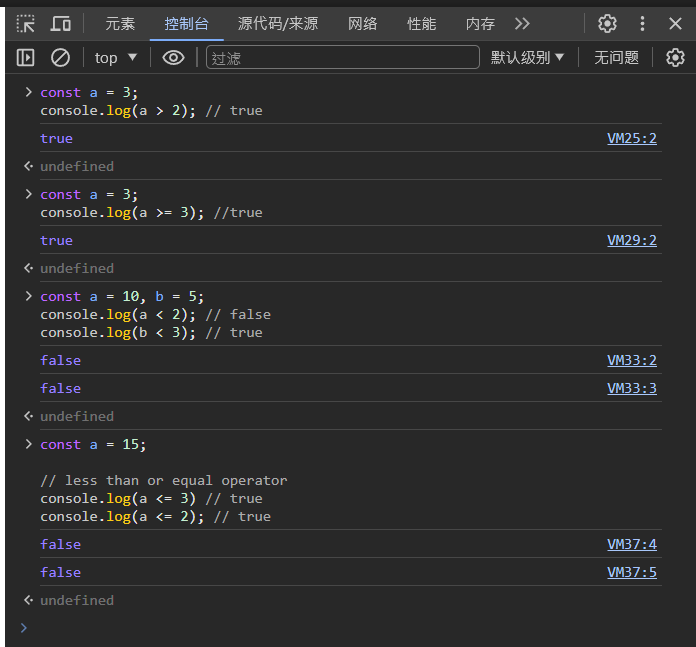 元素 控制台 源代码/来源 网络 性能 内存
top 过滤 默认级别 无问题
const a = 3;
console.log(a > 2); // true
true VM25:2
undefined
const a = 3;
console.log(a >= 3); //true
true VM29:2
undefined
const a = 10, b = 5;
console.log(a < 2); // false
console.log(b < 3); // true
false VM33:2
false VM33:3
undefined
const a = 15;
// less than or equal operator
console.log(a <= 3) // true
console.log(a <= 2); // true
false VM37:4
false VM37:5
undefined